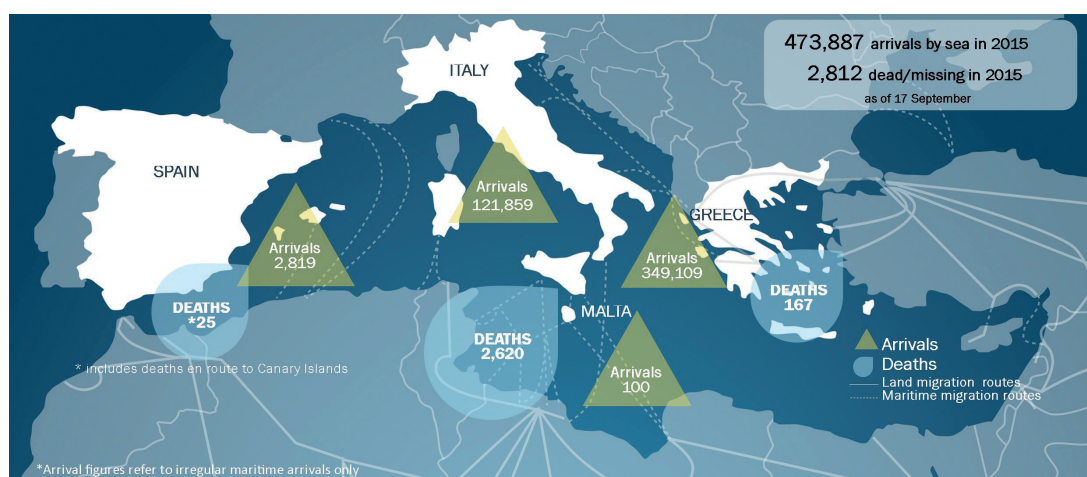 473,887 arrivals by sea in 2015
2,812 dead/missing in 2015
as of 17 September
ITALY
SPAIN
Arrivals
121,859
GREECE
Arrivals
2,819
Arrivals
349,109
DEATHS
*25
DEATHS
167
MALTA
DEATHS
2,620
Arrivals
100
Arrivals
Deaths
Land migration routes
Maritime migration routes
* includes deaths en route to Canary Islands
*Arrival figures refer to irregular maritime arrivals only